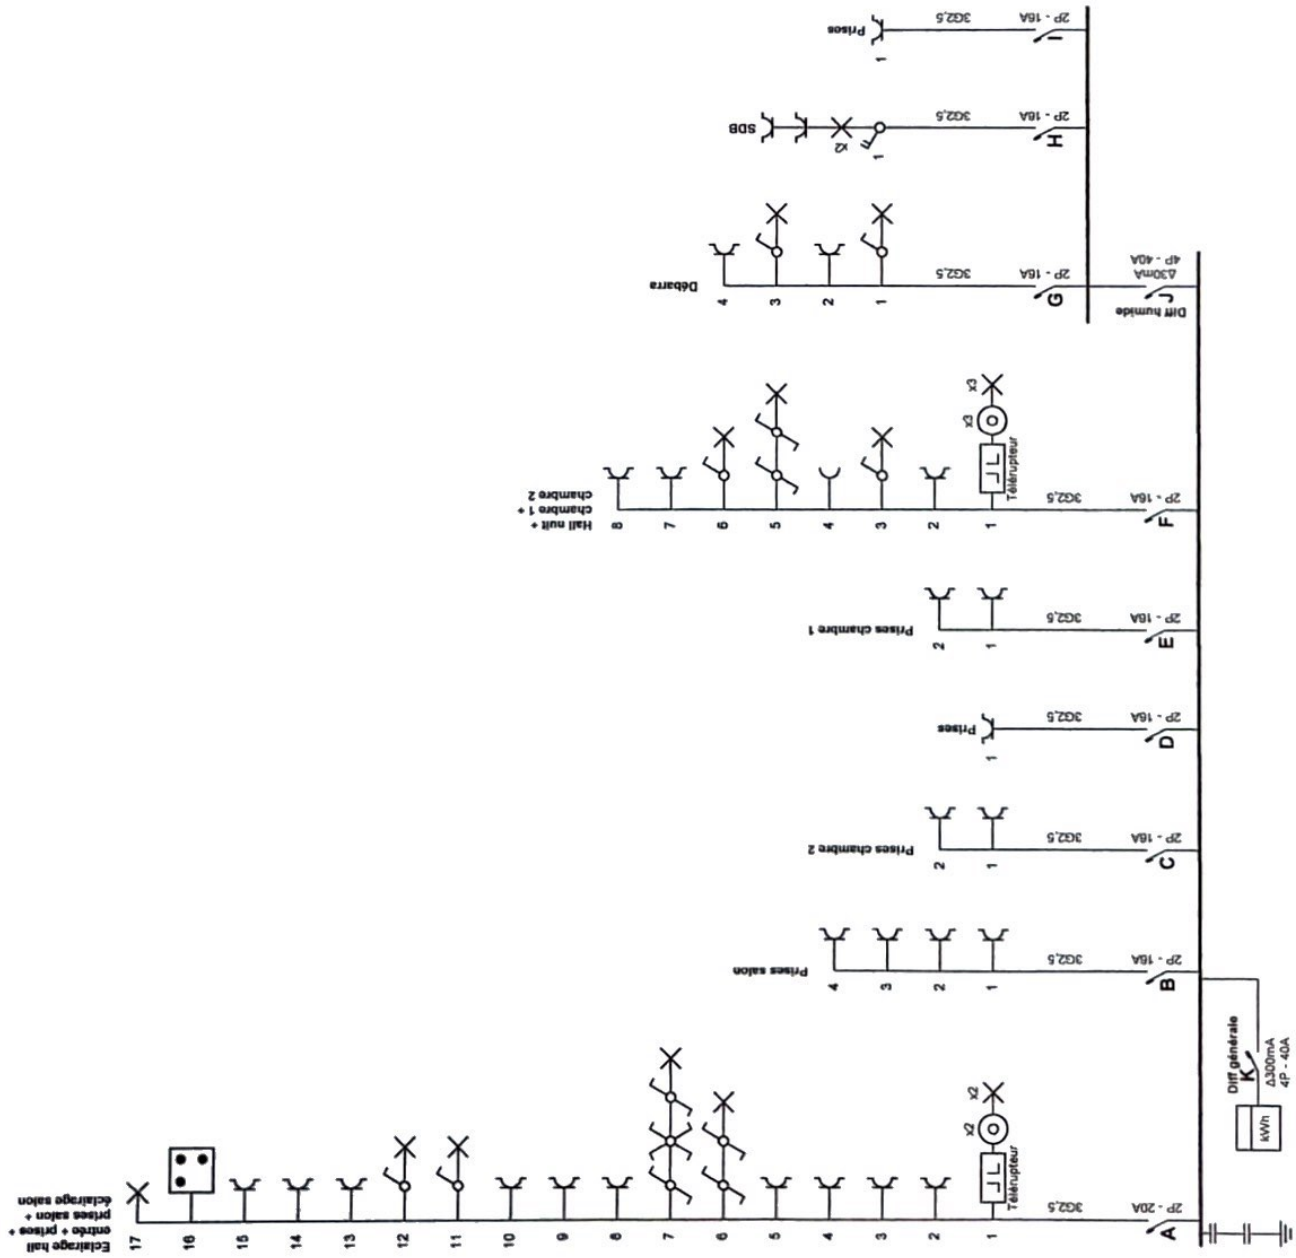 Eclairage hall
entrée + prises +
prises salon +
éclairage salon
17
16
15
14
13
12
11
10
9
8
7
6
5
4
3
2
1
x2
x2
Télérupteur
3G2,5
2P - 20A
A
Prises salon
4
3
2
1
3G2,5
2P - 16A
B
Prises chambre 2
2
1
3G2,5
2P - 16A
C
Prises
1
3G2,5
2P - 16A
D
Prises chambre 1
2
1
3G2,5
2P - 16A
E
Hall nuit +
chambre 1 +
chambre 2
8
7
6
5
4
3
2
1
x3
x3
Télérupteur
3G2,5
2P - 16A
F
Débarra
4
3
2
1
3G2,5
2P - 16A
G
Diff humide
J
Δ30mA
4P - 40A
SDB
x2
1
3G2,5
2P - 16A
H
Prises
1
3G2,5
2P - 16A
I
Diff générale
K
Δ300mA
4P - 40A
kWh